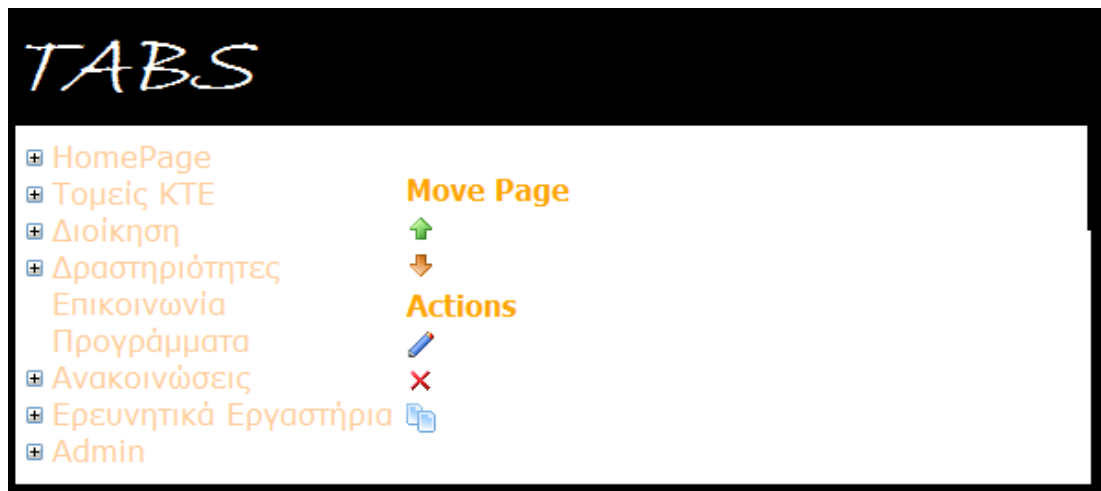 TABS
HomePage
Τομείς ΚΤΕ
Διοίκηση
Δραστηριότητες
Επικοινωνία
Προγράμματα
Ανακοινώσεις
Ερευνητικά Εργαστήρια
Admin
Move Page
Actions